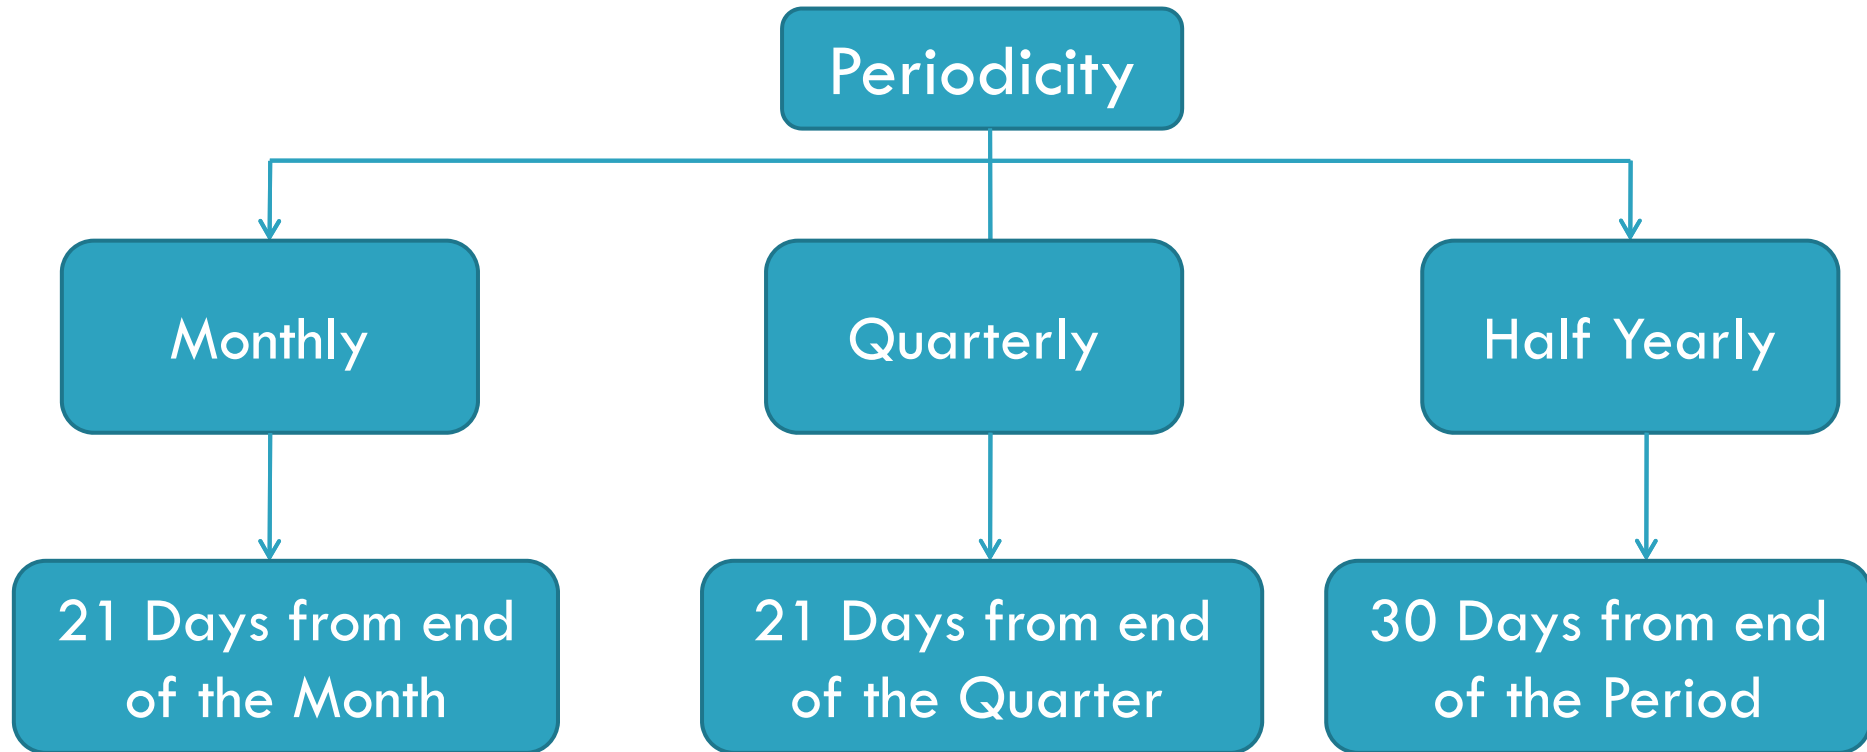 Periodicity
Monthly
Quarterly
Half Yearly
21 Days from end
of the Month
21 Days from end
of the Quarter
30 Days from end
of the Period